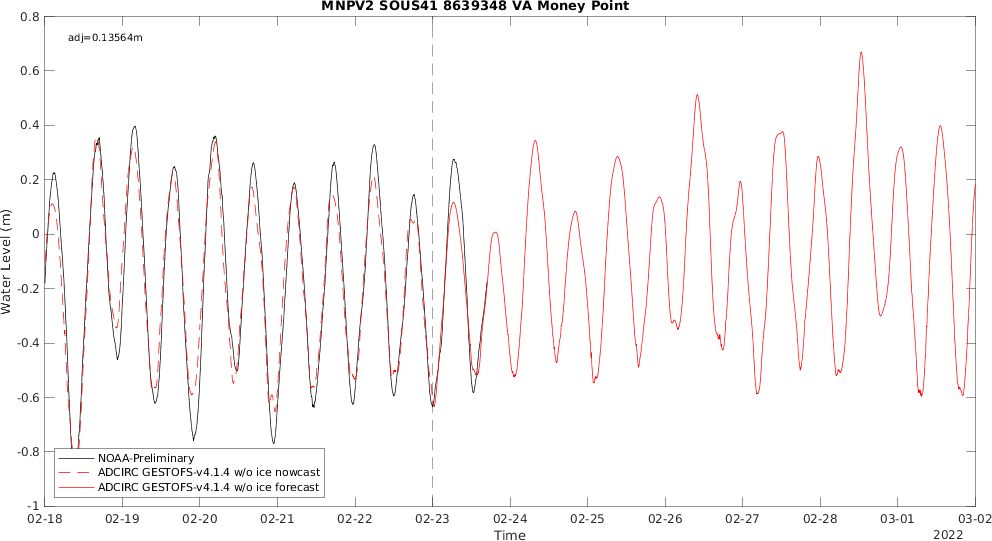 MNPV2 SOUS41 8639348 VA Money Point
adj=0.13564m
0.8
0.6
0.4
0.2
0
-0.2
-0.4
-0.6
-0.8
-1
Water Level (m)
NOAA-Preliminary
ADCIRC GESTOFS-v4.1.4 w/o ice nowcast
ADCIRC GESTOFS-v4.1.4 w/o ice forecast
02-18 02-19 02-20 02-21 02-22 02-23 02-24 02-25 02-26 02-27 02-28 03-01 03-02
Time
2022